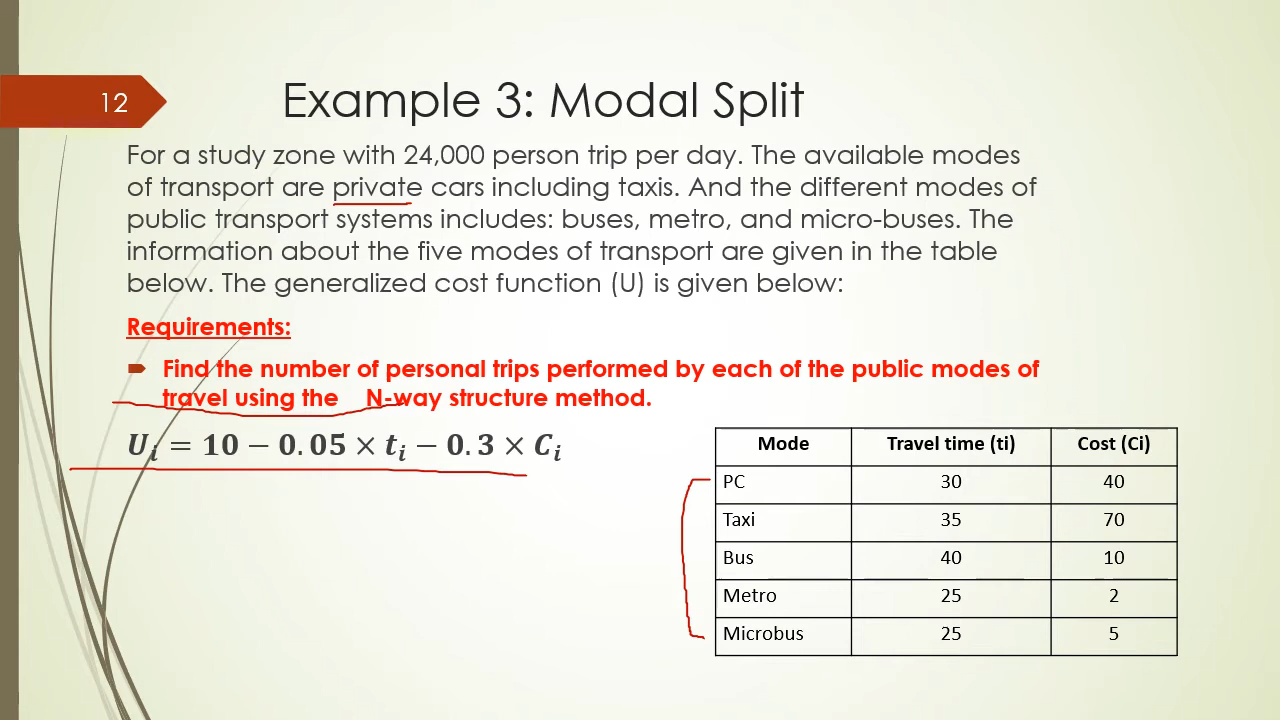 12
Example 3: Modal Split
For a study zone with 24,000 person trip per day. The available modes
of transport are private cars including taxis. And the different modes of
public transport systems includes: buses, metro, and micro-buses. The
information about the five modes of transport are given in the table
below. The generalized cost function (U) is given below:
Requirements:
Find the number of personal trips performed by each of the public modes of
travel using the N-way structure method.
Uᵢ = 10 − 0.05 × tᵢ − 0.3 × Cᵢ
Mode Travel time (ti) Cost (Ci)
PC 30 40
Taxi 35 70
Bus 40 10
Metro 25 2
Microbus 25 5